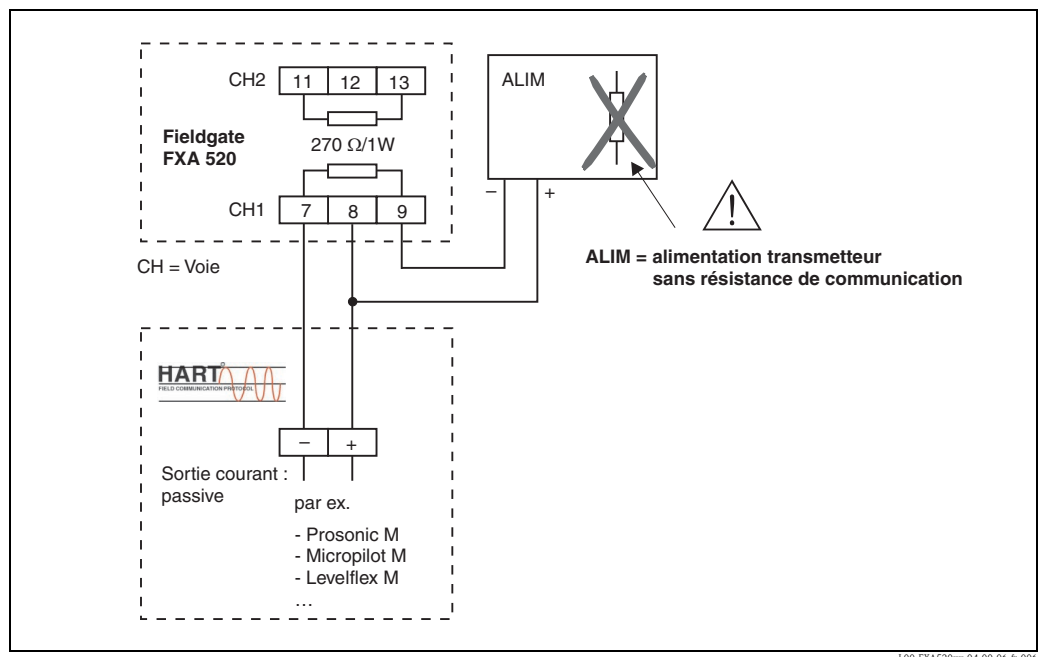 CH2 11 12 13
ALIM
Fieldgate
FXA 520
270 Ω/1W
CH1 7 8 9
– +
!
CH = Voie
ALIM = alimentation transmetteur
sans résistance de communication
HART
FIELD COMMUNICATION PROTOCOL
– +
Sortie courant :
passive
par ex.
- Prosonic M
- Micropilot M
- Levelflex M
…